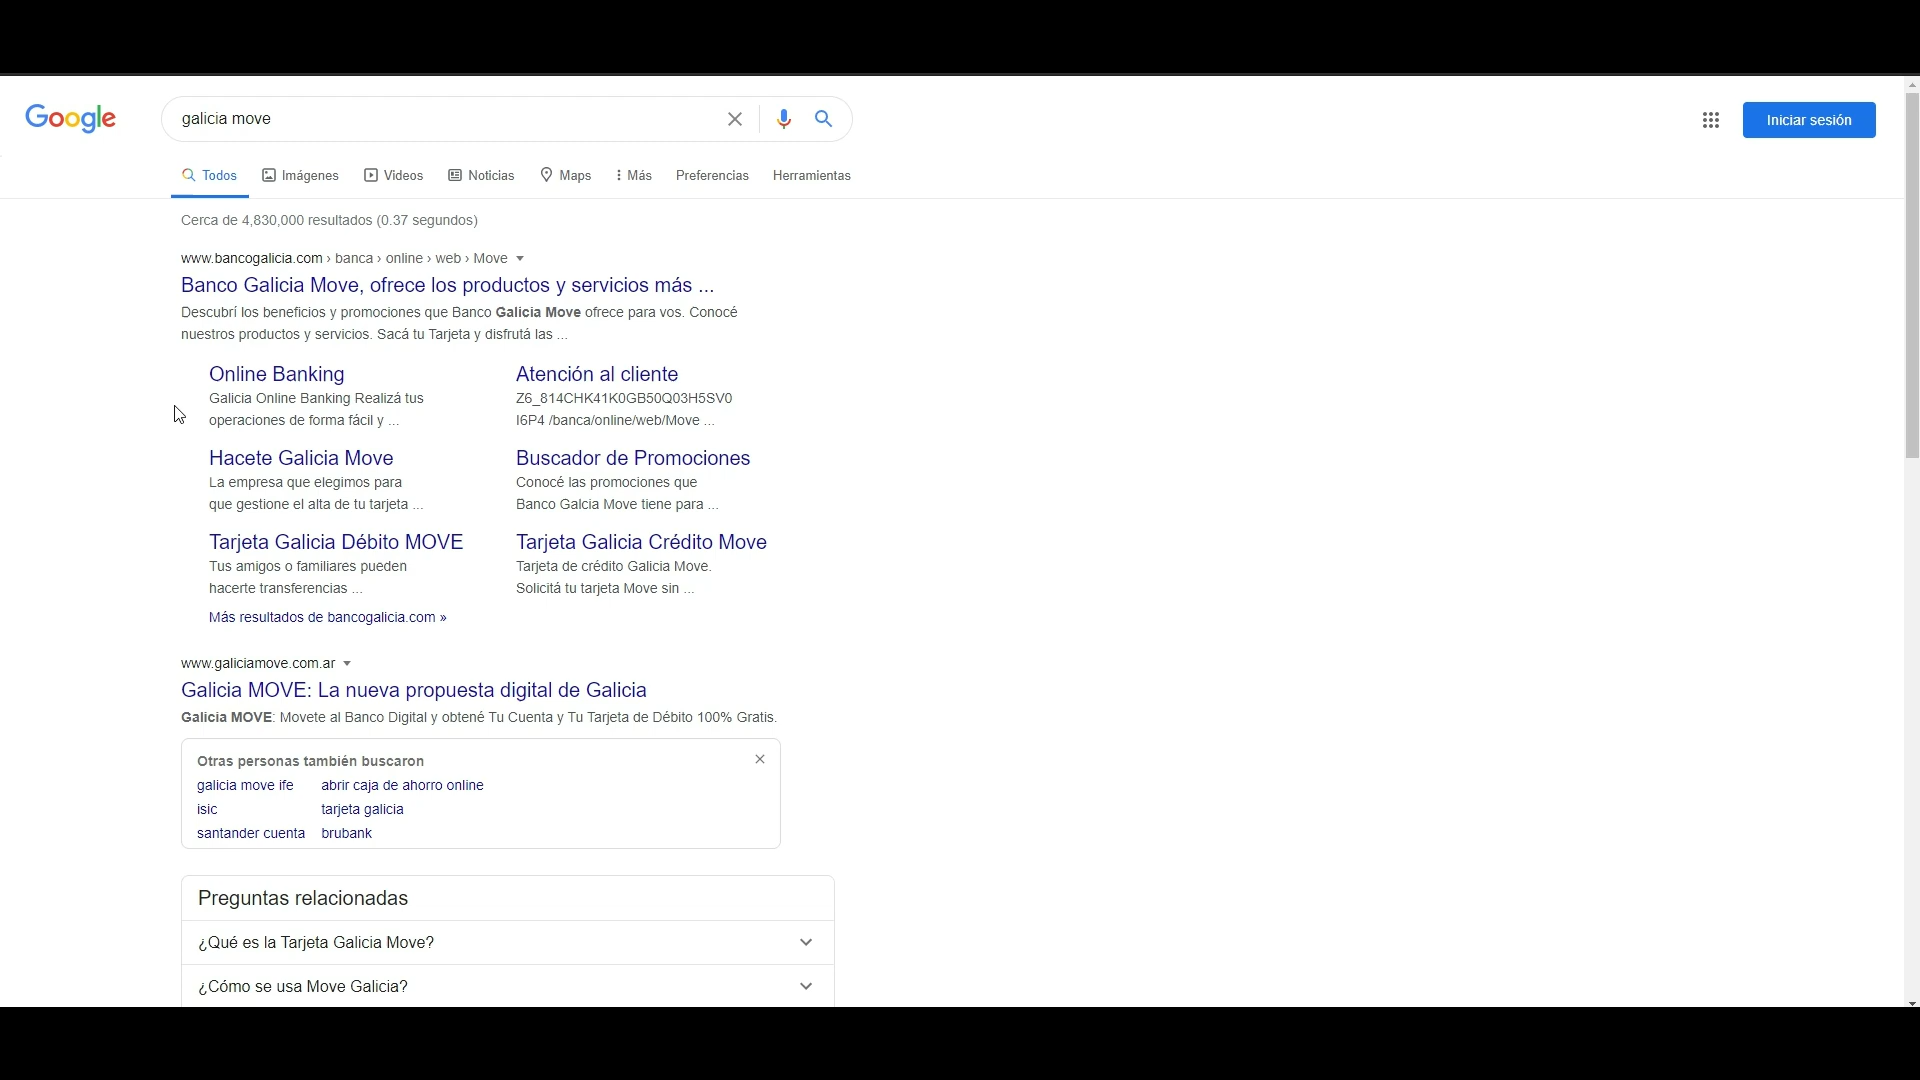 Google
galicia move
Iniciar sesión
Todos Imágenes Videos Noticias Maps Más Preferencias Herramientas
Cerca de 4,830,000 resultados (0.37 segundos)
www.bancogalicia.com › banca › online › web › Move
Banco Galicia Move, ofrece los productos y servicios más ...
Descubrí los beneficios y promociones que Banco Galicia Move ofrece para vos. Conocé
nuestros productos y servicios. Sacá tu Tarjeta y disfrutá las ...
Online Banking
Galicia Online Banking Realizá tus
operaciones de forma fácil y ...
Atención al cliente
Z6_814CHK41K0GB50Q03H5SV0
I6P4 /banca/online/web/Move ...
Hacete Galicia Move
La empresa que elegimos para
que gestione el alta de tu tarjeta ...
Buscador de Promociones
Conocé las promociones que
Banco Galcia Move tiene para ...
Tarjeta Galicia Débito MOVE
Tus amigos o familiares pueden
hacerte transferencias ...
Tarjeta Galicia Crédito Move
Tarjeta de crédito Galicia Move.
Solicitá tu tarjeta Move sin ...
Más resultados de bancogalicia.com »
www.galiciamove.com.ar
Galicia MOVE: La nueva propuesta digital de Galicia
Galicia MOVE: Movete al Banco Digital y obtené Tu Cuenta y Tu Tarjeta de Débito 100% Gratis.
Otras personas también buscaron
galicia move ife abrir caja de ahorro online
isic tarjeta galicia
santander cuenta brubank
Preguntas relacionadas
¿Qué es la Tarjeta Galicia Move?
¿Cómo se usa Move Galicia?